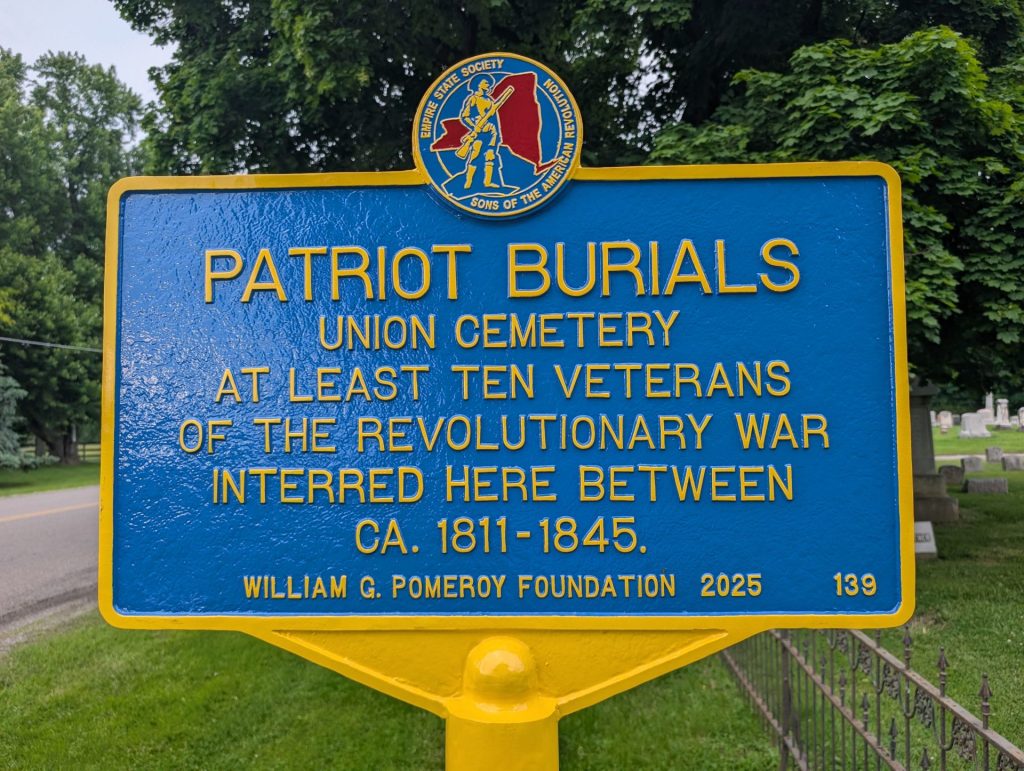 EMPIRE STATE SOCIETY
SONS OF THE AMERICAN REVOLUTION
PATRIOT BURIALS
UNION CEMETERY
AT LEAST TEN VETERANS
OF THE REVOLUTIONARY WAR
INTERRED HERE BETWEEN
CA. 1811-1845.
WILLIAM G. POMEROY FOUNDATION 2025 139